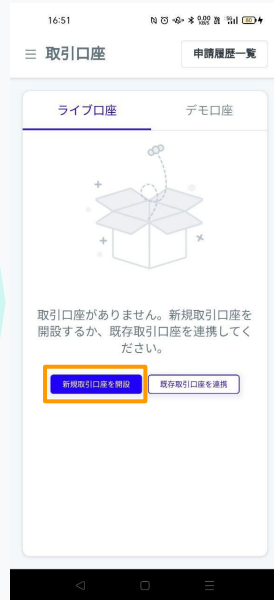 16:51
0.00
80
取引口座
申請履歴一覧
ライブ口座
デモ口座
取引口座がありません。新規取引口座を
開設するか、既存取引口座を連携してく
ださい。
新規取引口座を開設
既存取引口座を連携